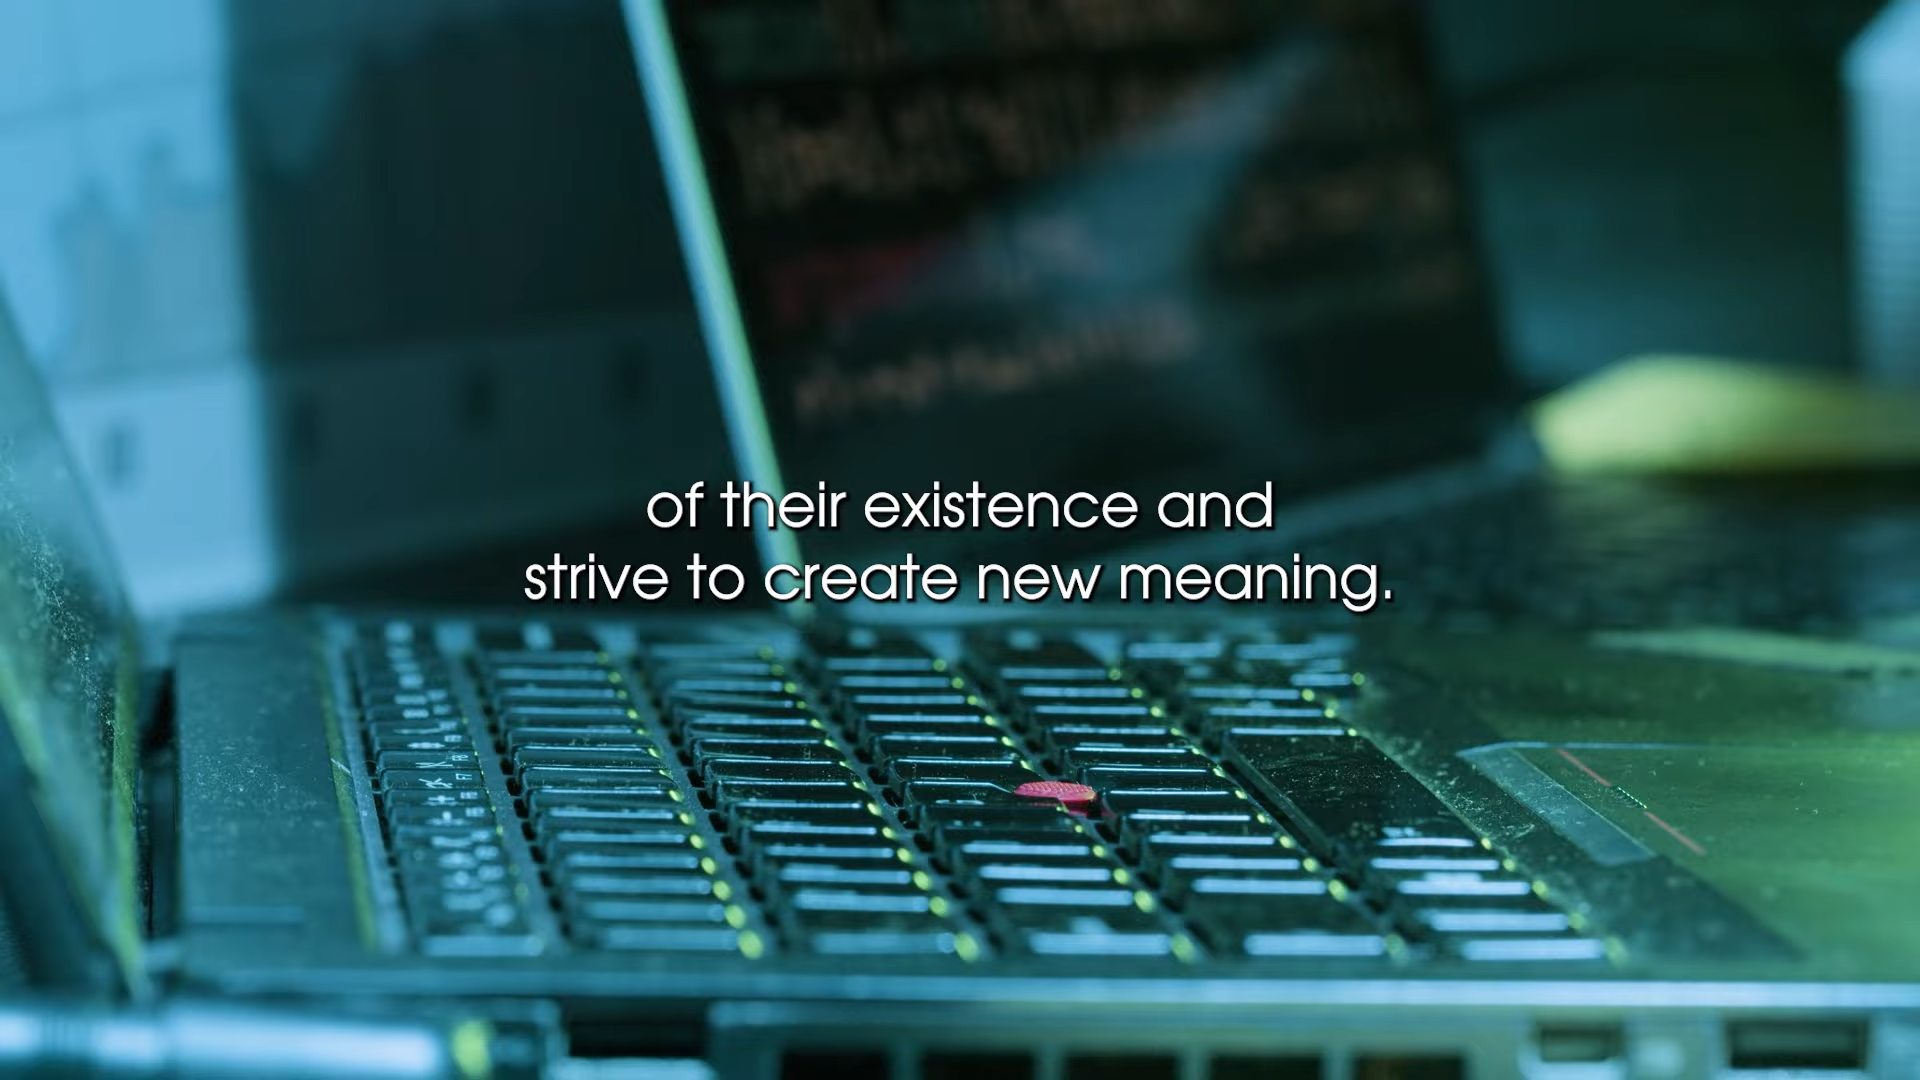 of their existence and
strive to create new meaning.